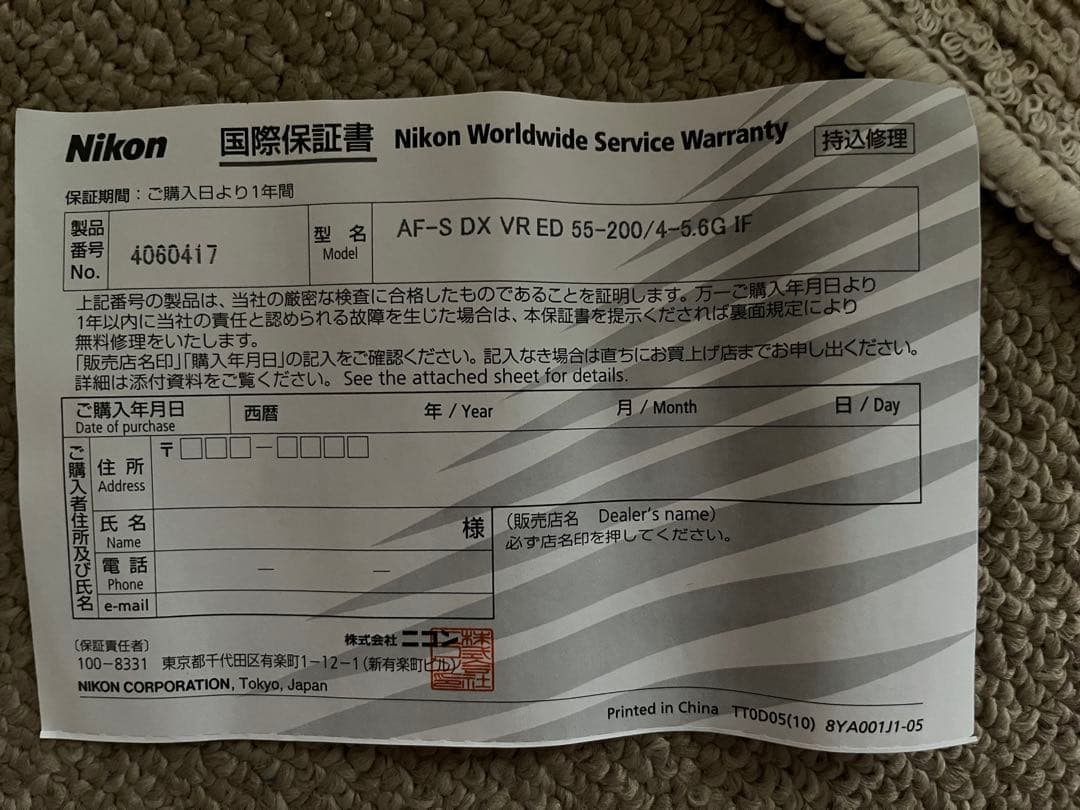 Nikon 国際保証書 Nikon Worldwide Service Warranty 持込修理
保証期間：ご購入日より1年間
製品番号 No. 4060417 型名 Model AF-S DX VR ED 55-200/4-5.6G IF
上記番号の製品は、当社の厳密な検査に合格したものであることを証明します。万一ご購入年月日より
1年以内に当社の責任と認められる故障を生じた場合は、本保証書を提示くだされば裏面規定により
無料修理をいたします。
「販売店名印」「購入年月日」の記入をご確認ください。記入なき場合は直ちにお買上げ店までお申し出ください。
詳細は添付資料をご覧ください。See the attached sheet for details.
ご購入年月日 西暦 年 / Year 月 / Month 日 / Day
Date of purchase
ご購入者住所及び氏名
住所 〒□□□－□□□□
Address
氏名 様
Name
電話 － －
Phone
e-mail
(販売店名 Dealer's name)
必ず店名印を押してください。
〔保証責任者〕 株式会社 ニコン
100-8331 東京都千代田区有楽町1-12-1(新有楽町ビル)
NIKON CORPORATION, Tokyo, Japan
Printed in China TT0D05(10) 8YA001J1-05